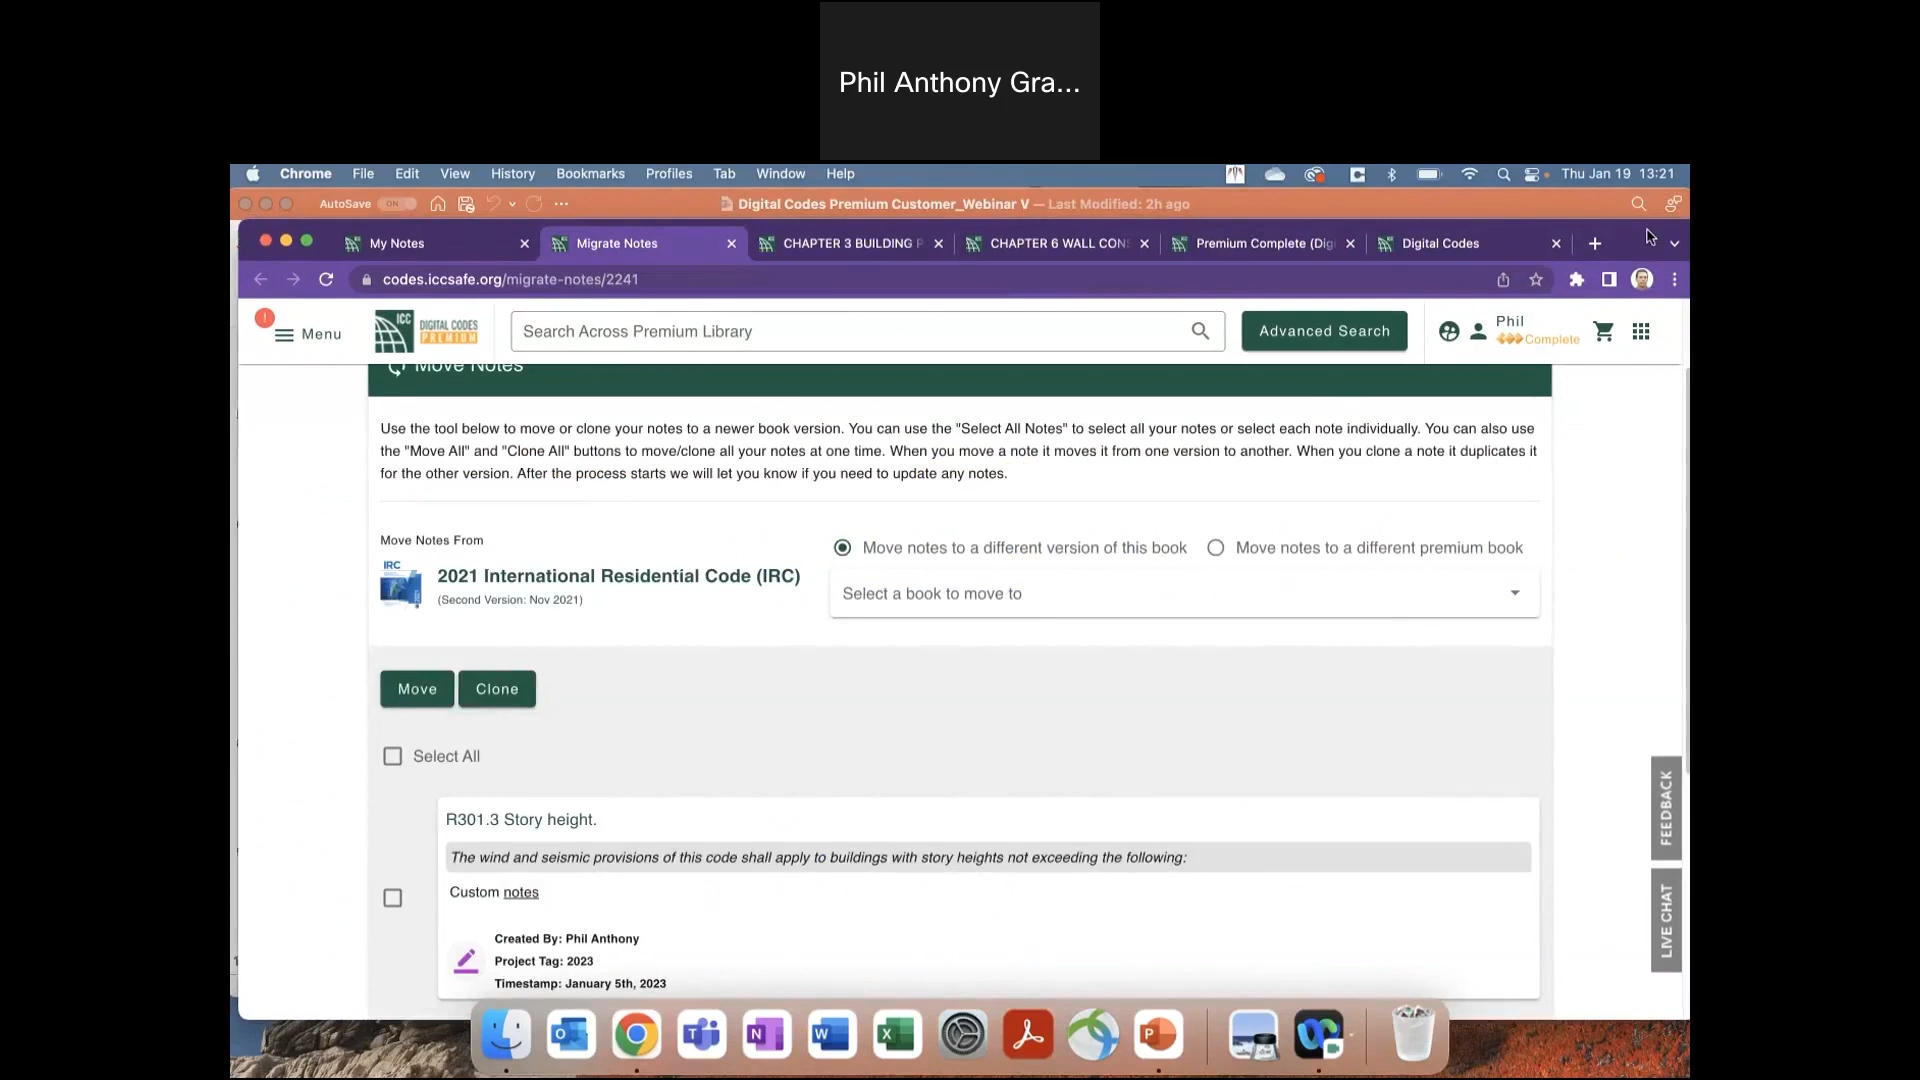 Phil Anthony Gra...
Chrome File Edit View History Bookmarks Profiles Tab Window Help Thu Jan 19 13:21
AutoSave ON ... Digital Codes Premium Customer_Webinar V — Last Modified: 2h ago
My Notes Migrate Notes CHAPTER 3 BUILDING CHAPTER 6 WALL CONS Premium Complete (Dig Digital Codes
codes.iccsafe.org/migrate-notes/2241
! Menu ICC DIGITAL CODES PREMIUM Search Across Premium Library Advanced Search Phil Complete
Move Notes
Use the tool below to move or clone your notes to a newer book version. You can use the "Select All Notes" to select all your notes or select each note individually. You can also use
the "Move All" and "Clone All" buttons to move/clone all your notes at one time. When you move a note it moves it from one version to another. When you clone a note it duplicates it
for the other version. After the process starts we will let you know if you need to update any notes.
Move Notes From
Move notes to a different version of this book Move notes to a different premium book
IRC
2021 International Residential Code (IRC)
(Second Version: Nov 2021)
Select a book to move to
Move Clone
Select All
R301.3 Story height.
The wind and seismic provisions of this code shall apply to buildings with story heights not exceeding the following:
Custom notes
Created By: Phil Anthony
Project Tag: 2023
Timestamp: January 5th, 2023
FEEDBACK
LIVE CHAT